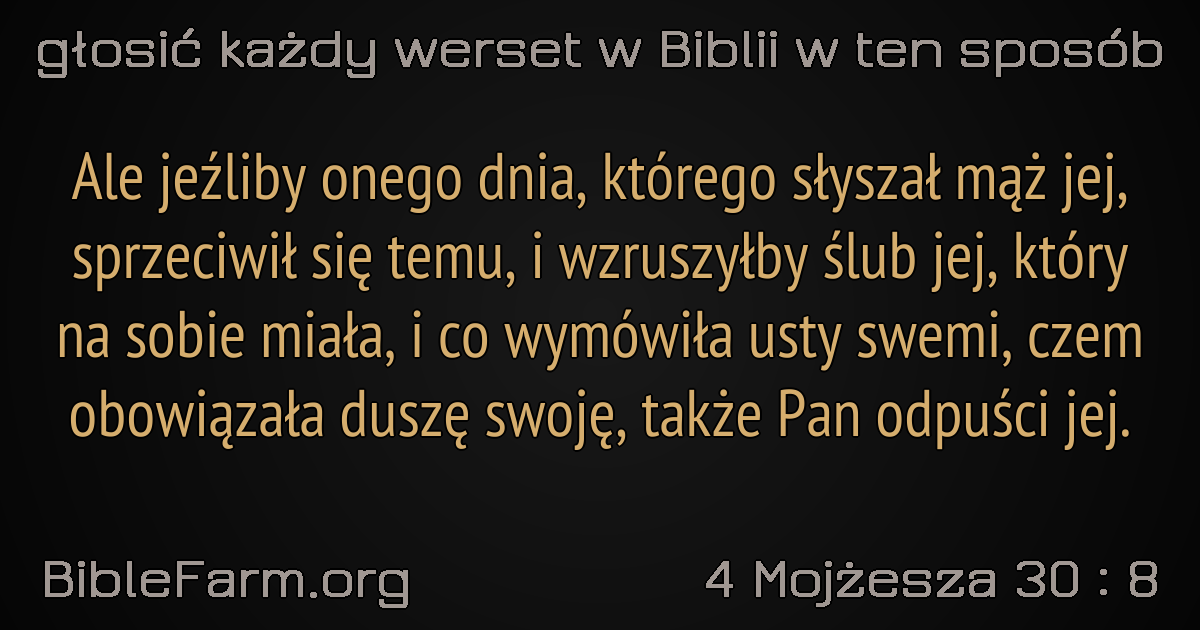 głosić każdy werset w Biblii w ten sposób
Ale jeźliby onego dnia, którego słyszał mąż jej,
sprzeciwił się temu, i wzruszyłby ślub jej, który
na sobie miała, i co wymówiła usty swemi, czem
obowiązała duszę swoję, także Pan odpuści jej.
BibleFarm.org
4 Mojżesza 30 : 8